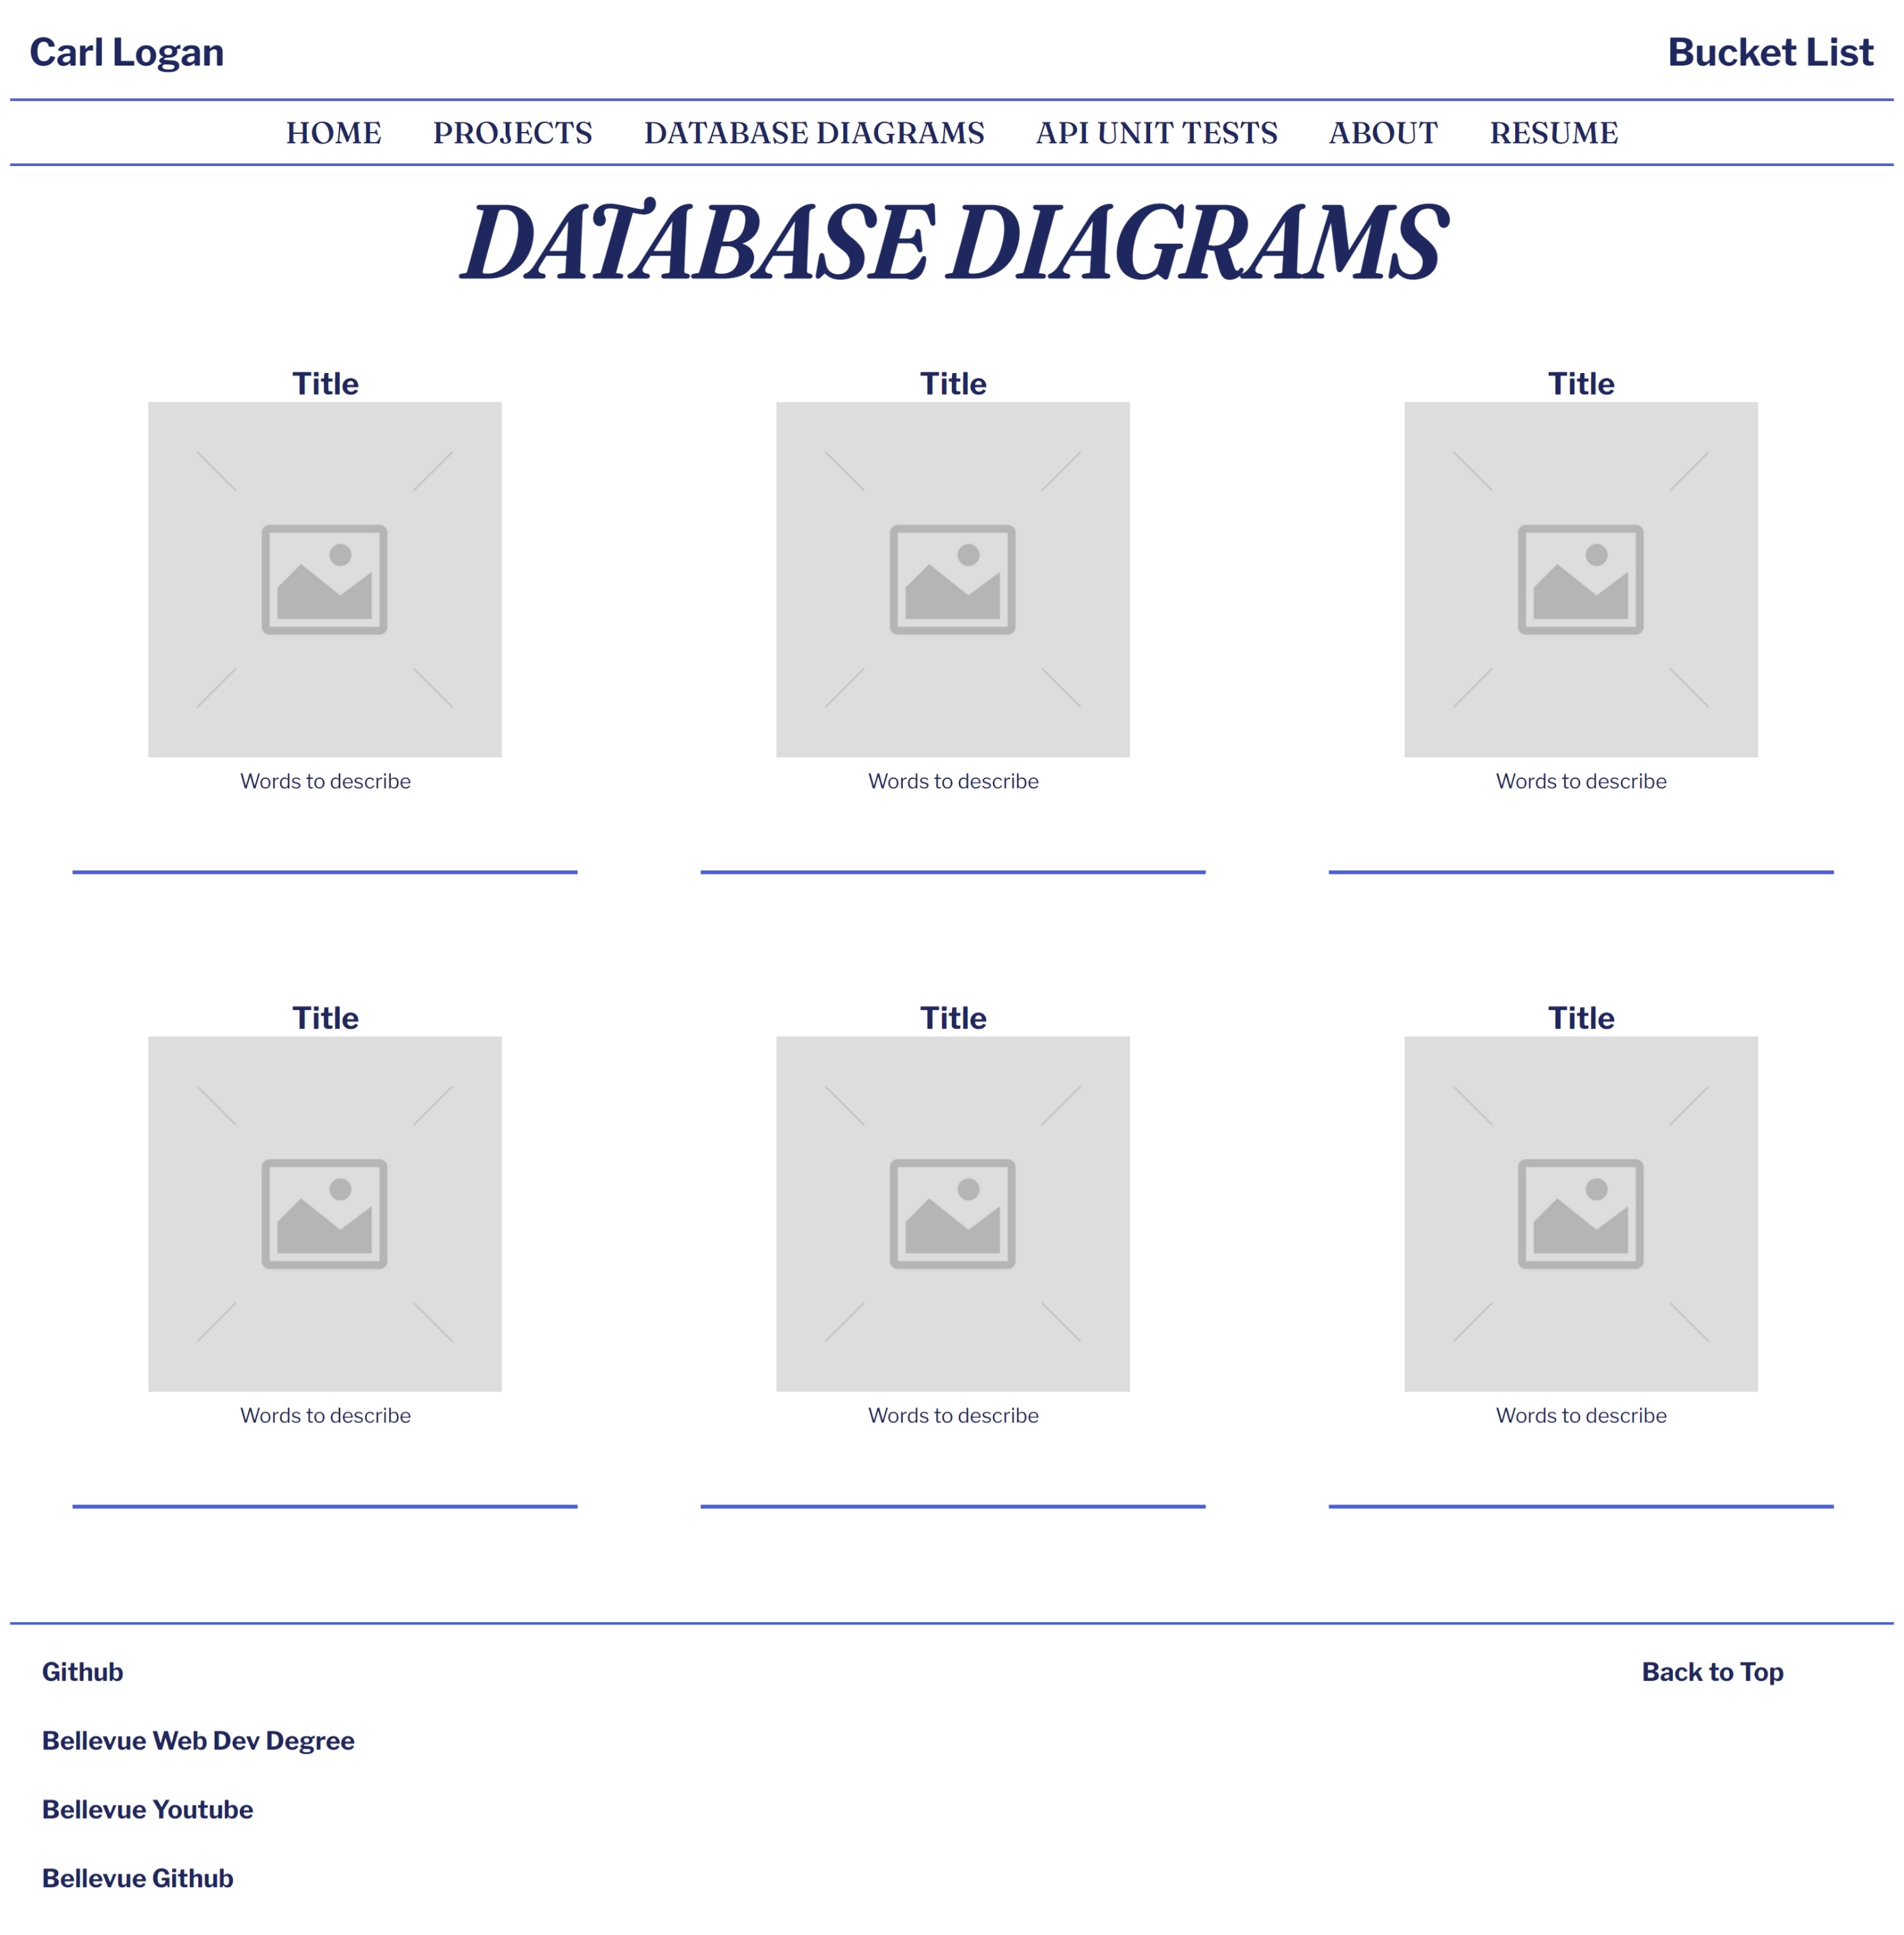 Carl Logan
Bucket List
HOME PROJECTS DATABASE DIAGRAMS API UNIT TESTS ABOUT RESUME
DATABASE DIAGRAMS
Title
Title
Title
Words to describe
Words to describe
Words to describe
Title
Title
Title
Words to describe
Words to describe
Words to describe
Github
Back to Top
Bellevue Web Dev Degree
Bellevue Youtube
Bellevue Github